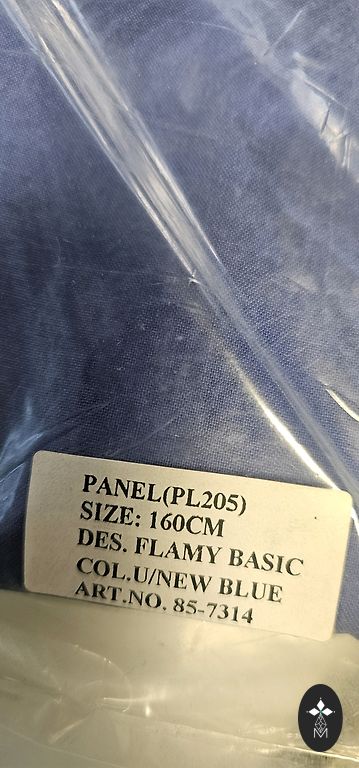 PANEL(PL205)
SIZE: 160CM
DES. FLAMY BASIC
COL.U/NEW BLUE
ART.NO. 85-7314
M